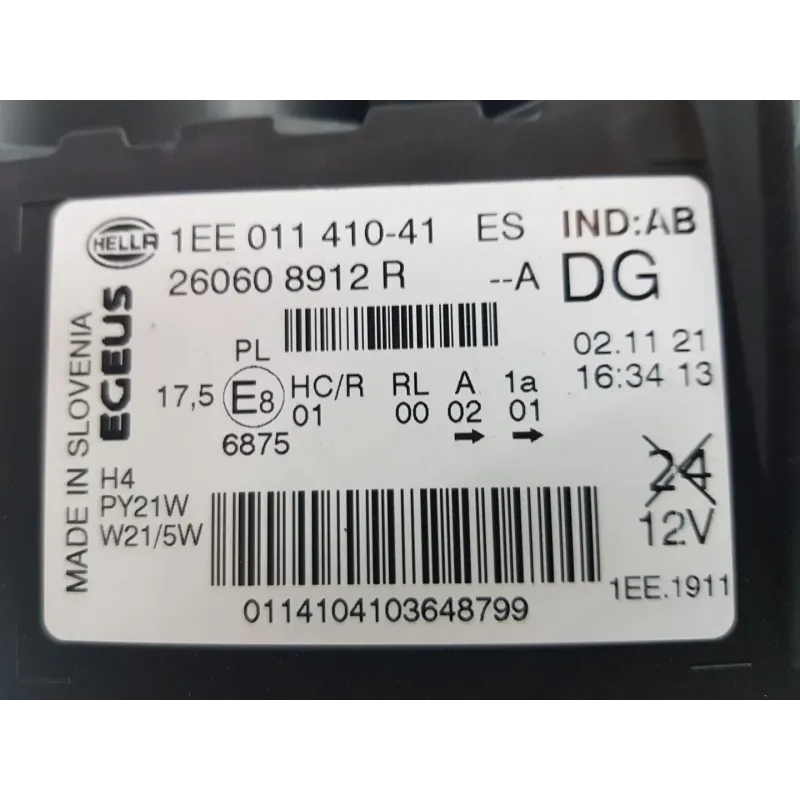 HELLA 1EE 011 410-41 ES IND:AB
26060 8912 R --A DG
MADE IN SLOVENIA
EGEUS
02.11 21
16:34 13
PL
17,5 E8 HC/R RL A 1a
01 00 02 01
6875 → →
H4
PY21W
W21/5W
24
12V
1EE.1911
0114104103648799